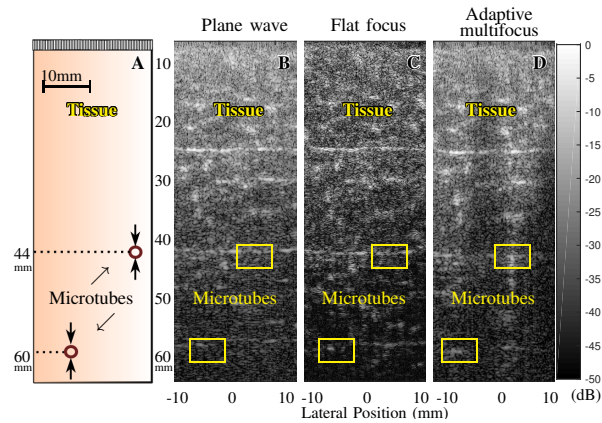 Plane wave
Flat focus
Adaptive
multifocus
A
B
C
D
10mm
Tissue
Tissue
Tissue
Tissue
10
20
30
40
50
60
44
mm
60
mm
Microtubes
Microtubes
Microtubes
Microtubes
0
-5
-10
-15
-20
-25
-30
-35
-40
-45
-50
(dB)
-10 0 10
-10 0 10
-10 0 10
Lateral Position (mm)